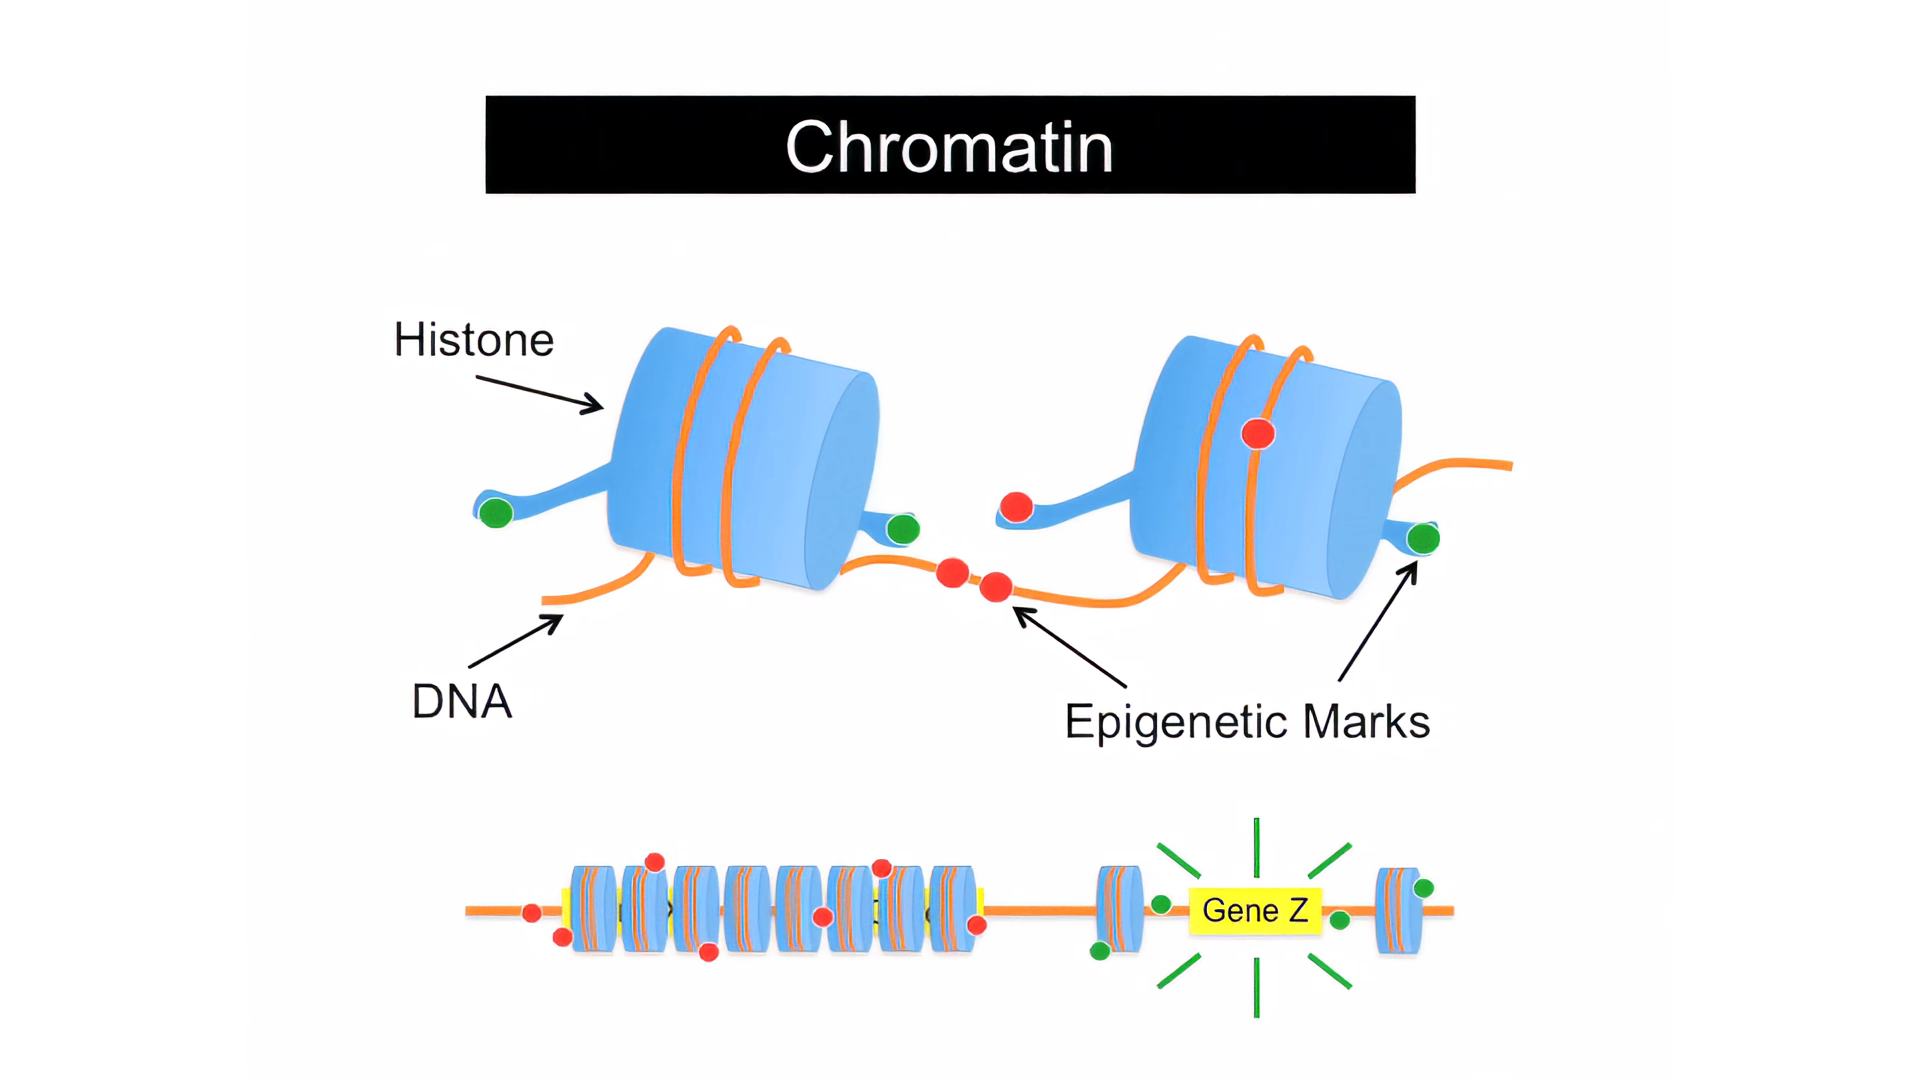 Chromatin
Histone
DNA
Epigenetic Marks
Gene Z